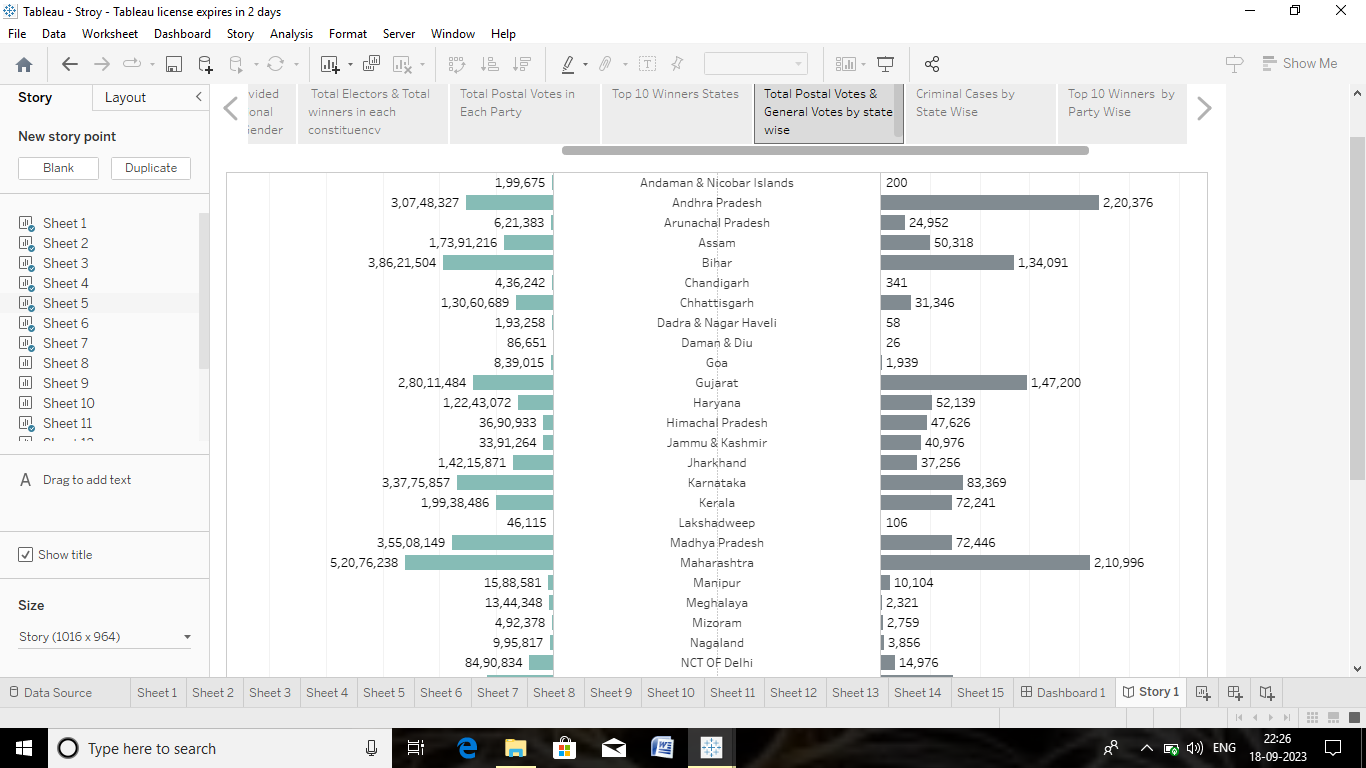 Tableau - Stroy - Tableau license expires in 2 days
File Data Worksheet Dashboard Story Analysis Format Server Window Help
Show Me
Story Layout
New story point
Blank Duplicate
Sheet 1
Sheet 2
Sheet 3
Sheet 4
Sheet 5
Sheet 6
Sheet 7
Sheet 8
Sheet 9
Sheet 10
Sheet 11
A Drag to add text
Show title
Size
Story (1016 x 964)
vided
onal
Total Electors & Total
winners in each
constituency
Total Postal Votes in
Each Party
Top 10 Winners States
Total Postal Votes &
General Votes by state
wise
Criminal Cases by
State Wise
Top 10 Winners by
Party Wise
1,99,675 Andaman & Nicobar Islands 200
3,07,48,327 Andhra Pradesh 2,20,376
6,21,383 Arunachal Pradesh 24,952
1,73,91,216 Assam 50,318
3,86,21,504 Bihar 1,34,091
4,36,242 Chandigarh 341
1,30,60,689 Chhattisgarh 31,346
1,93,258 Dadra & Nagar Haveli 58
86,651 Daman & Diu 26
8,39,015 Goa 1,939
2,80,11,484 Gujarat 1,47,200
1,22,43,072 Haryana 52,139
36,90,933 Himachal Pradesh 47,626
33,91,264 Jammu & Kashmir 40,976
1,42,15,871 Jharkhand 37,256
3,37,75,857 Karnataka 83,369
1,99,38,486 Kerala 72,241
46,115 Lakshadweep 106
3,55,08,149 Madhya Pradesh 72,446
5,20,76,238 Maharashtra 2,10,996
15,88,581 Manipur 10,104
13,44,348 Meghalaya 2,321
4,92,378 Mizoram 2,759
9,95,817 Nagaland 3,856
84,90,834 NCT OF Delhi 14,976
Data Source Sheet 1 Sheet 2 Sheet 3 Sheet 4 Sheet 5 Sheet 6 Sheet 7 Sheet 8 Sheet 9 Sheet 10 Sheet 11 Sheet 12 Sheet 13 Sheet 14 Sheet 15 Dashboard 1 Story 1
Type here to search
ENG
22:26
18-09-2023